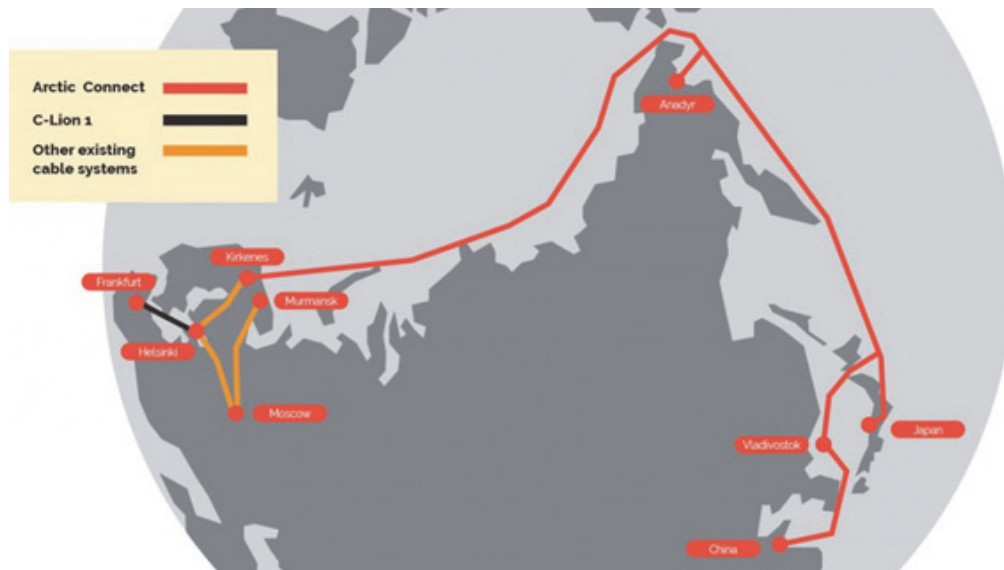 Arctic Connect
C-Lion 1
Other existing
cable systems
Anadyr
Kirkenes
Frankfurt
Murmansk
Helsinki
Moscow
Japan
Vladivostok
China